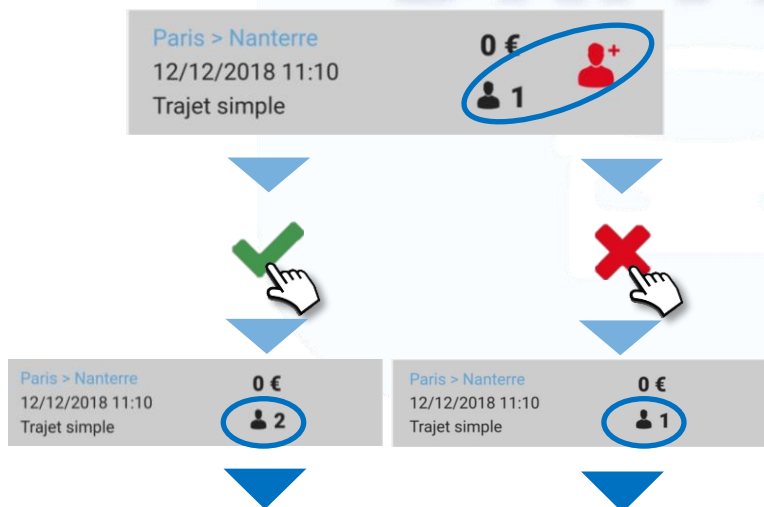 Paris > Nanterre
0 €
12/12/2018 11:10
1
Trajet simple
Paris > Nanterre
0 €
12/12/2018 11:10
2
Trajet simple
Paris > Nanterre
0 €
12/12/2018 11:10
1
Trajet simple